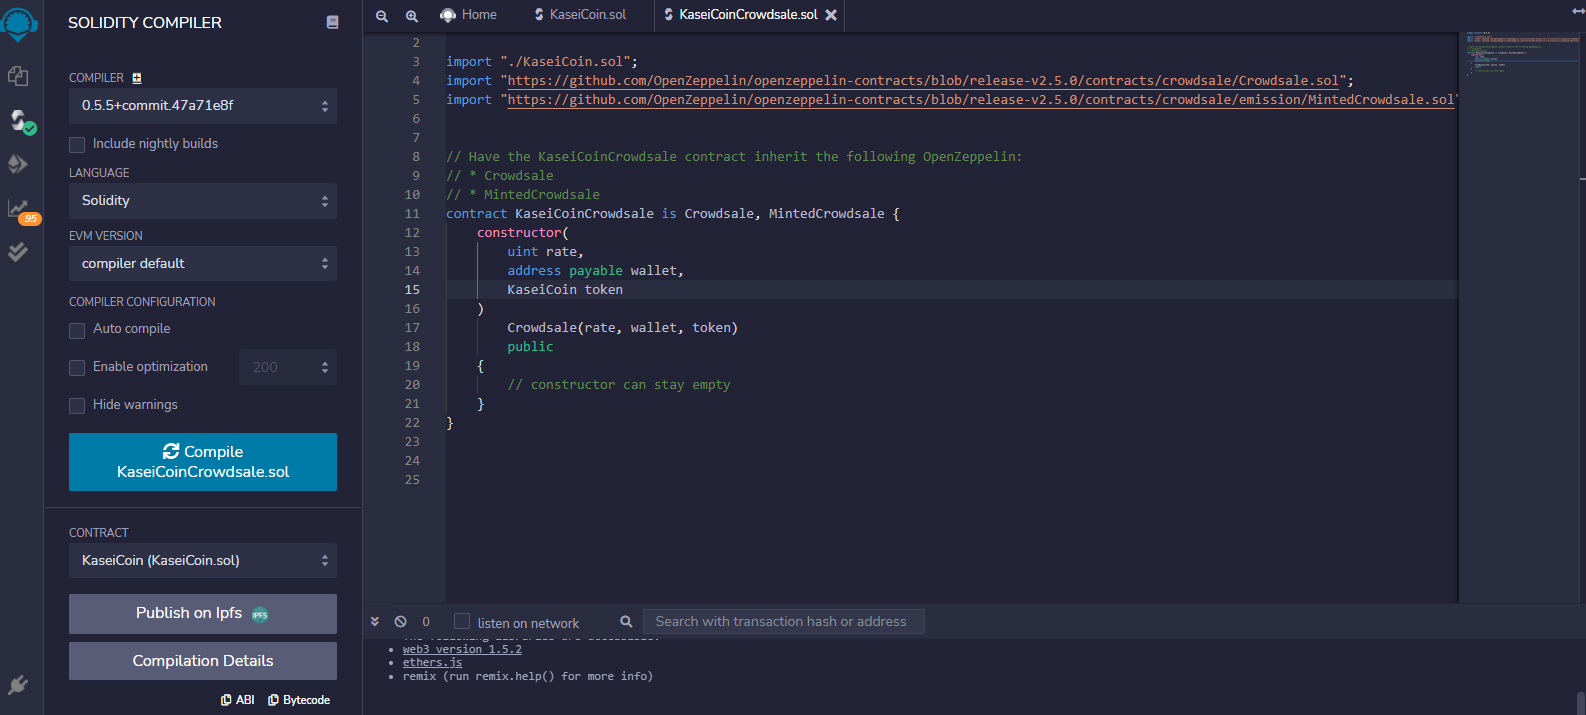 SOLIDITY COMPILER
COMPILER
0.5.5+commit.47a71e8f
Include nightly builds
LANGUAGE
Solidity
EVM VERSION
compiler default
COMPILER CONFIGURATION
Auto compile
Enable optimization 200
Hide warnings
Compile
KaseiCoinCrowdsale.sol
CONTRACT
KaseiCoin (KaseiCoin.sol)
Publish on Ipfs IPFS
Compilation Details
ABI Bytecode
95
Home KaseiCoin.sol KaseiCoinCrowdsale.sol
2
3 import "./KaseiCoin.sol";
4 import "https://github.com/OpenZeppelin/openzeppelin-contracts/blob/release-v2.5.0/contracts/crowdsale/Crowdsale.sol";
5 import "https://github.com/OpenZeppelin/openzeppelin-contracts/blob/release-v2.5.0/contracts/crowdsale/emission/MintedCrowdsale.sol"
6
7
8 // Have the KaseiCoinCrowdsale contract inherit the following OpenZeppelin:
9 // * Crowdsale
10 // * MintedCrowdsale
11 contract KaseiCoinCrowdsale is Crowdsale, MintedCrowdsale {
12 constructor(
13 uint rate,
14 address payable wallet,
15 KaseiCoin token
16 )
17 Crowdsale(rate, wallet, token)
18 public
19 {
20 // constructor can stay empty
21 }
22 }
23
24
25
0 listen on network Search with transaction hash or address
The following libraries are accessible:
• web3 version 1.5.2
• ethers.js
• remix (run remix.help() for more info)